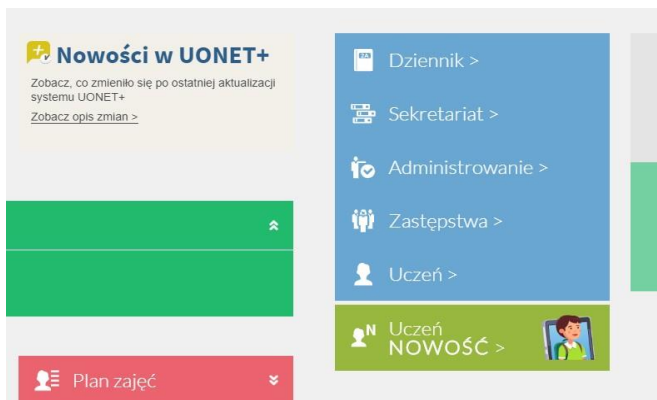 Nowości w UONET+
Zobacz, co zmieniło się po ostatniej aktualizacji
systemu UONET+
Zobacz opis zmian >
Plan zajęć
Dziennik >
Sekretariat >
Administrowanie >
Zastępstwa >
Uczeń >
N Uczeń
NOWOŚĆ >